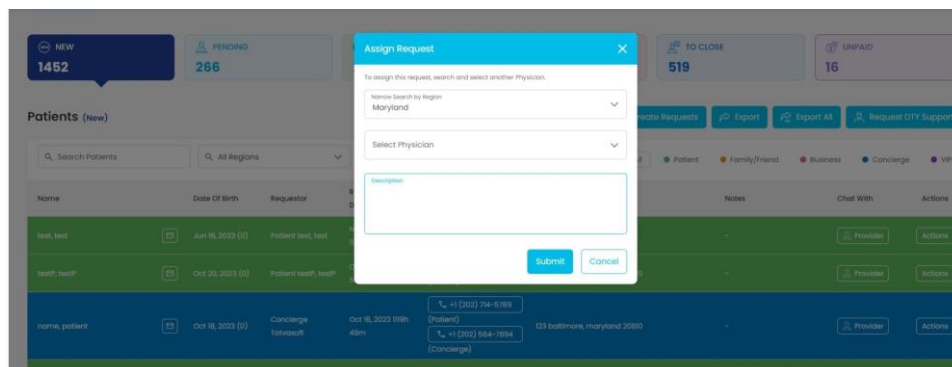 NEW
1452
PENDING
266
TO CLOSE
519
UNPAID
16
Assign Request
To assign this request, search and select another Physician.
Narrow Search by Region
Maryland
Select Physician
Description
Submit
Cancel
Patients (New)
Requests
Export
Export All
Request DTY Support
Search Patients
All Regions
Patient
Family/Friend
Business
Concierge
VIP
Name
Date Of Birth
Requestor
Notes
Chat With
Actions
test, test
Jun 16, 2023 (0)
Patient test, test
-
Provider
Actions
testP, testP
Oct 20, 2023 (0)
Patient testP, testP
-
Provider
Actions
name, patient
Oct 18, 2023 (0)
Concierge
Tatvasoft
Oct 18, 2023 1119h
49m
+1 (202) 714-5789
(Patient)
+1 (202) 564-7894
(Concierge)
123 baltimore, maryland 20810
-
Provider
Actions